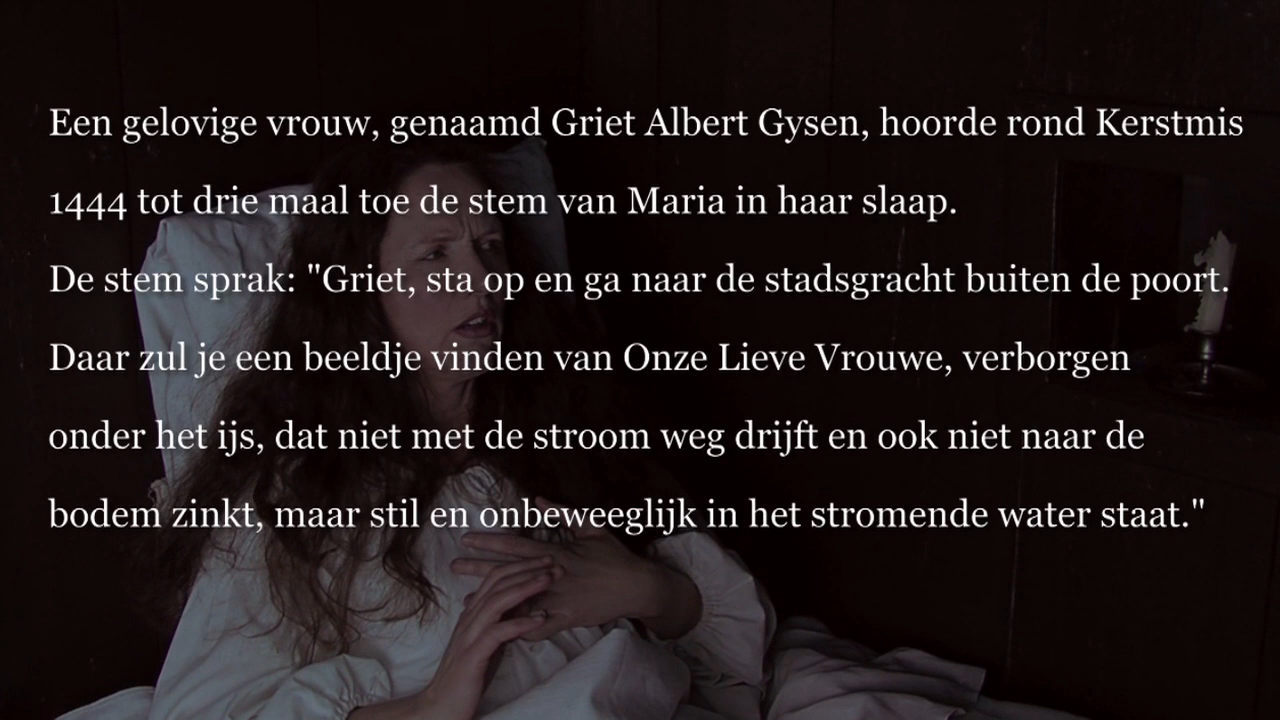 Een gelovige vrouw, genaamd Griet Albert Gysen, hoorde rond Kerstmis
1444 tot drie maal toe de stem van Maria in haar slaap.
De stem sprak: "Griet, sta op en ga naar de stadsgracht buiten de poort.
Daar zul je een beeldje vinden van Onze Lieve Vrouwe, verborgen
onder het ijs, dat niet met de stroom weg drijft en ook niet naar de
bodem zinkt, maar stil en onbeweeglijk in het stromende water staat."